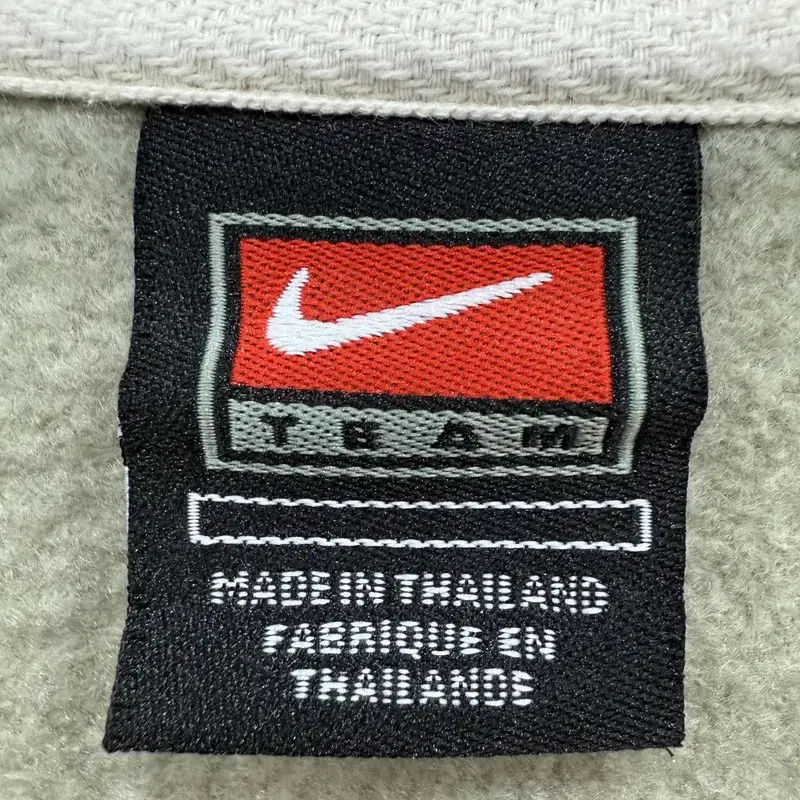 TEAM
MADE IN THAILAND
FABRIQUE EN
THAILANDE